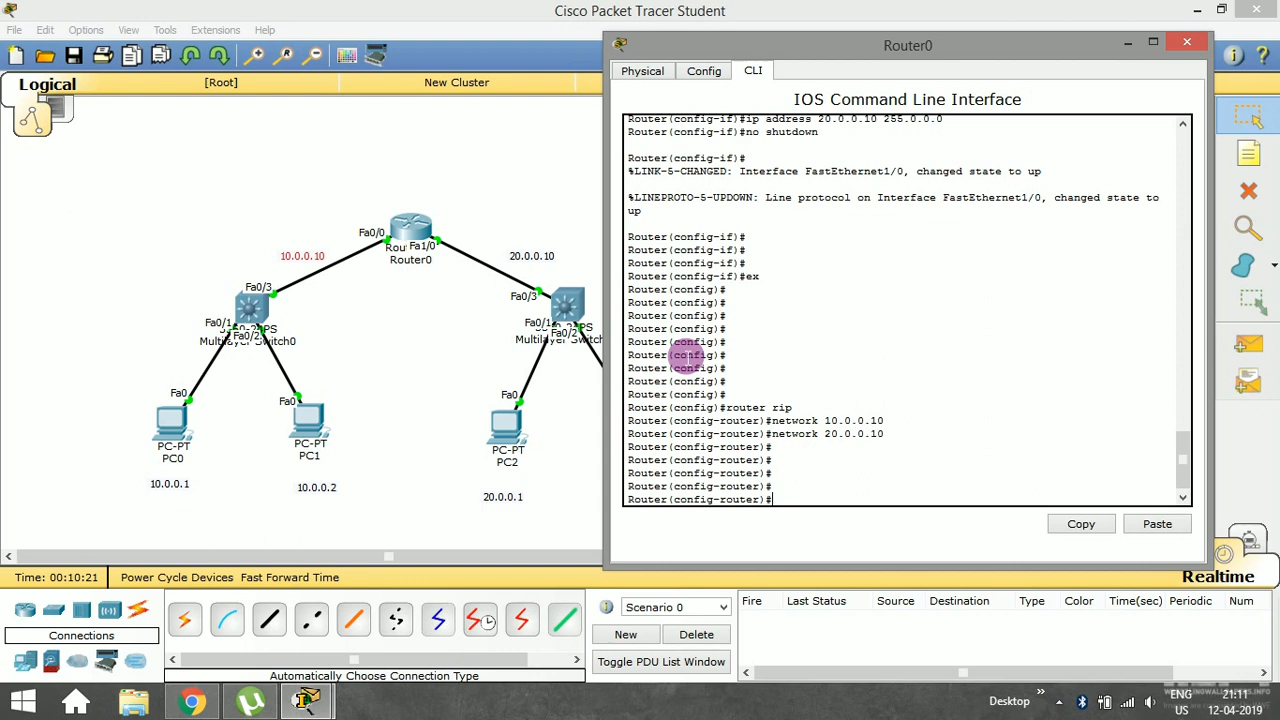 Cisco Packet Tracer Student
File Edit Options View Tools Extensions Help
Logical
[Root]
New Cluster
Fa0/0
Fa1/0
Router0
10.0.0.10
20.0.0.10
Fa0/3
Fa0/3
Fa0/1
Fa0/2
Multilayer Switch0
Fa0/1
Fa0/2
Fa0
Fa0
Fa0
PC-PT
PC0
PC-PT
PC1
PC-PT
PC2
10.0.0.1
10.0.0.2
20.0.0.1
Router0
Physical Config CLI
IOS Command Line Interface
Router(config-if)#ip address 20.0.0.10 255.0.0.0
Router(config-if)#no shutdown
Router(config-if)#
%LINK-5-CHANGED: Interface FastEthernet1/0, changed state to up
%LINEPROTO-5-UPDOWN: Line protocol on Interface FastEthernet1/0, changed state to
up
Router(config-if)#
Router(config-if)#
Router(config-if)#
Router(config-if)#ex
Router(config)#
Router(config)#
Router(config)#
Router(config)#
Router(config)#
Router(config)#
Router(config)#
Router(config)#
Router(config)#
Router(config)#router rip
Router(config-router)#network 10.0.0.10
Router(config-router)#network 20.0.0.10
Router(config-router)#
Router(config-router)#
Router(config-router)#
Router(config-router)#
Router(config-router)#
Copy Paste
Time: 00:10:21 Power Cycle Devices Fast Forward Time
Realtime
Connections
Automatically Choose Connection Type
Scenario 0
New Delete
Toggle PDU List Window
Fire Last Status Source Destination Type Color Time(sec) Periodic Num
Desktop
ENG
US
21:11
12-04-2019